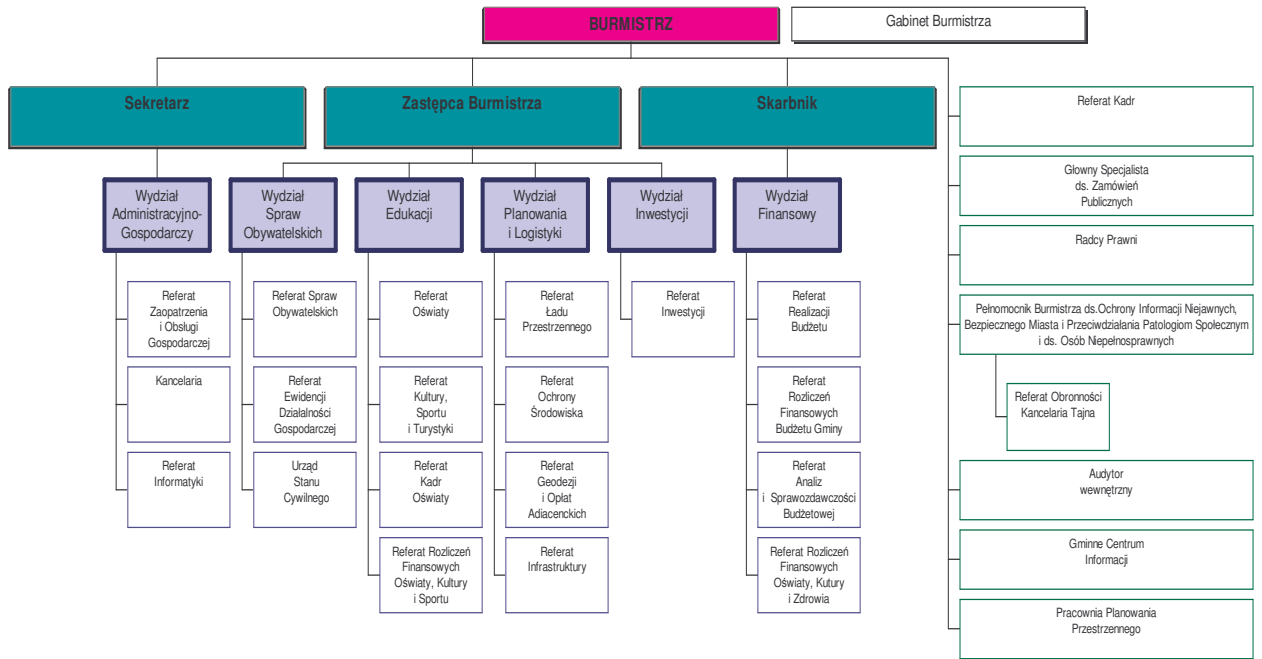 BURMISTRZ
Gabinet Burmistrza
Sekretarz
Zastępca Burmistrza
Skarbnik
Wydział
Administracyjno-
Gospodarczy
Referat
Zaopatrzenia
i Obsługi
Gospodarczej
Kancelaria
Referat
Informatyki
Wydział
Spraw
Obywatelskich
Referat Spraw
Obywatelskich
Referat
Ewidencji
Działalności
Gospodarczej
Urząd
Stanu
Cywilnego
Wydział
Edukacji
Referat
Oświaty
Referat
Kultury,
Sportu
i Turystyki
Referat
Kadr
Oświaty
Referat Rozliczeń
Finansowych
Oświaty, Kultury
i Sportu
Wydział
Planowania
i Logistyki
Referat
Ładu
Przestrzennego
Referat
Ochrony
Środowiska
Referat
Geodezji
i Opłat
Adiacenckich
Referat
Infrastruktury
Wydział
Inwestycji
Referat
Inwestycji
Wydział
Finansowy
Referat
Realizacji
Budżetu
Referat
Rozliczeń
Finansowych
Budżetu Gminy
Referat
Analiz
i Sprawozdawczości
Budżetowej
Referat Rozliczeń
Finansowych
Oświaty, Kutury
i Zdrowia
Referat Kadr
Głowny Specjalista
ds. Zamówień
Publicznych
Radcy Prawni
Pełnomocnik Burmistrza ds.Ochrony Informacji Niejawnych,
Bezpiecznego Miasta i Przeciwdziałania Patologiom Społecznym
i ds. Osób Niepełnosprawnych
Referat Obronności
Kancelaria Tajna
Audytor
wewnętrzny
Gminne Centrum
Informacji
Pracownia Planowania
Przestrzennego